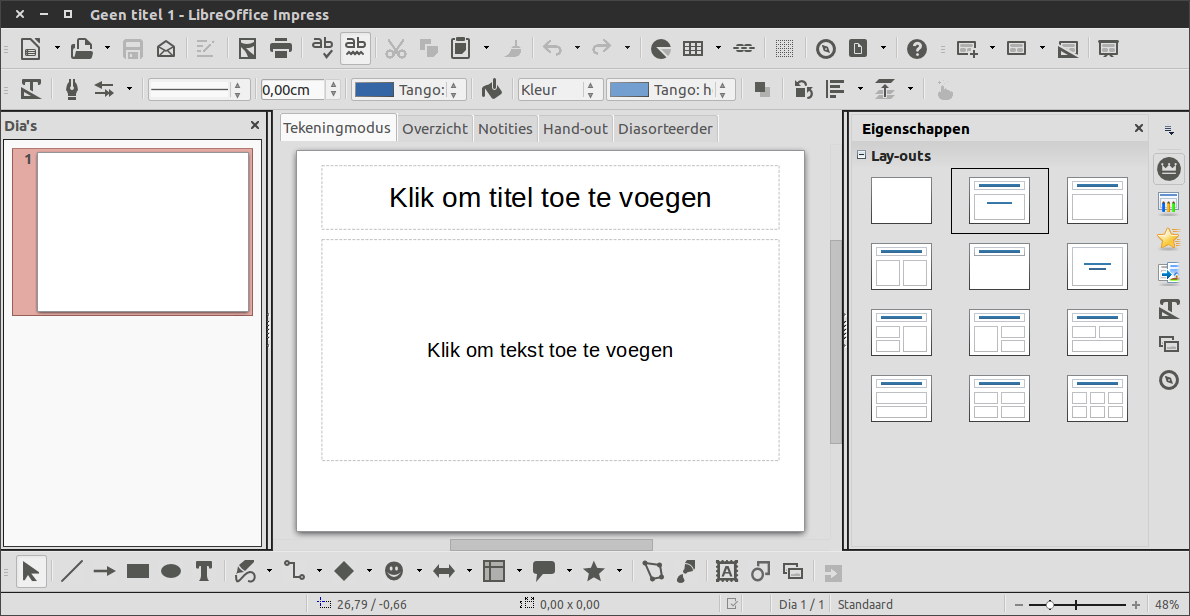 Geen titel 1 - LibreOffice Impress
0,00cm
Tango:
Kleur
Tango: h
Dia's
1
Tekeningmodus
Overzicht
Notities
Hand-out
Diasorteerder
Klik om titel toe te voegen
Klik om tekst toe te voegen
Eigenschappen
Lay-outs
26,79 / -0,66
0,00 x 0,00
Dia 1 / 1
Standaard
48%